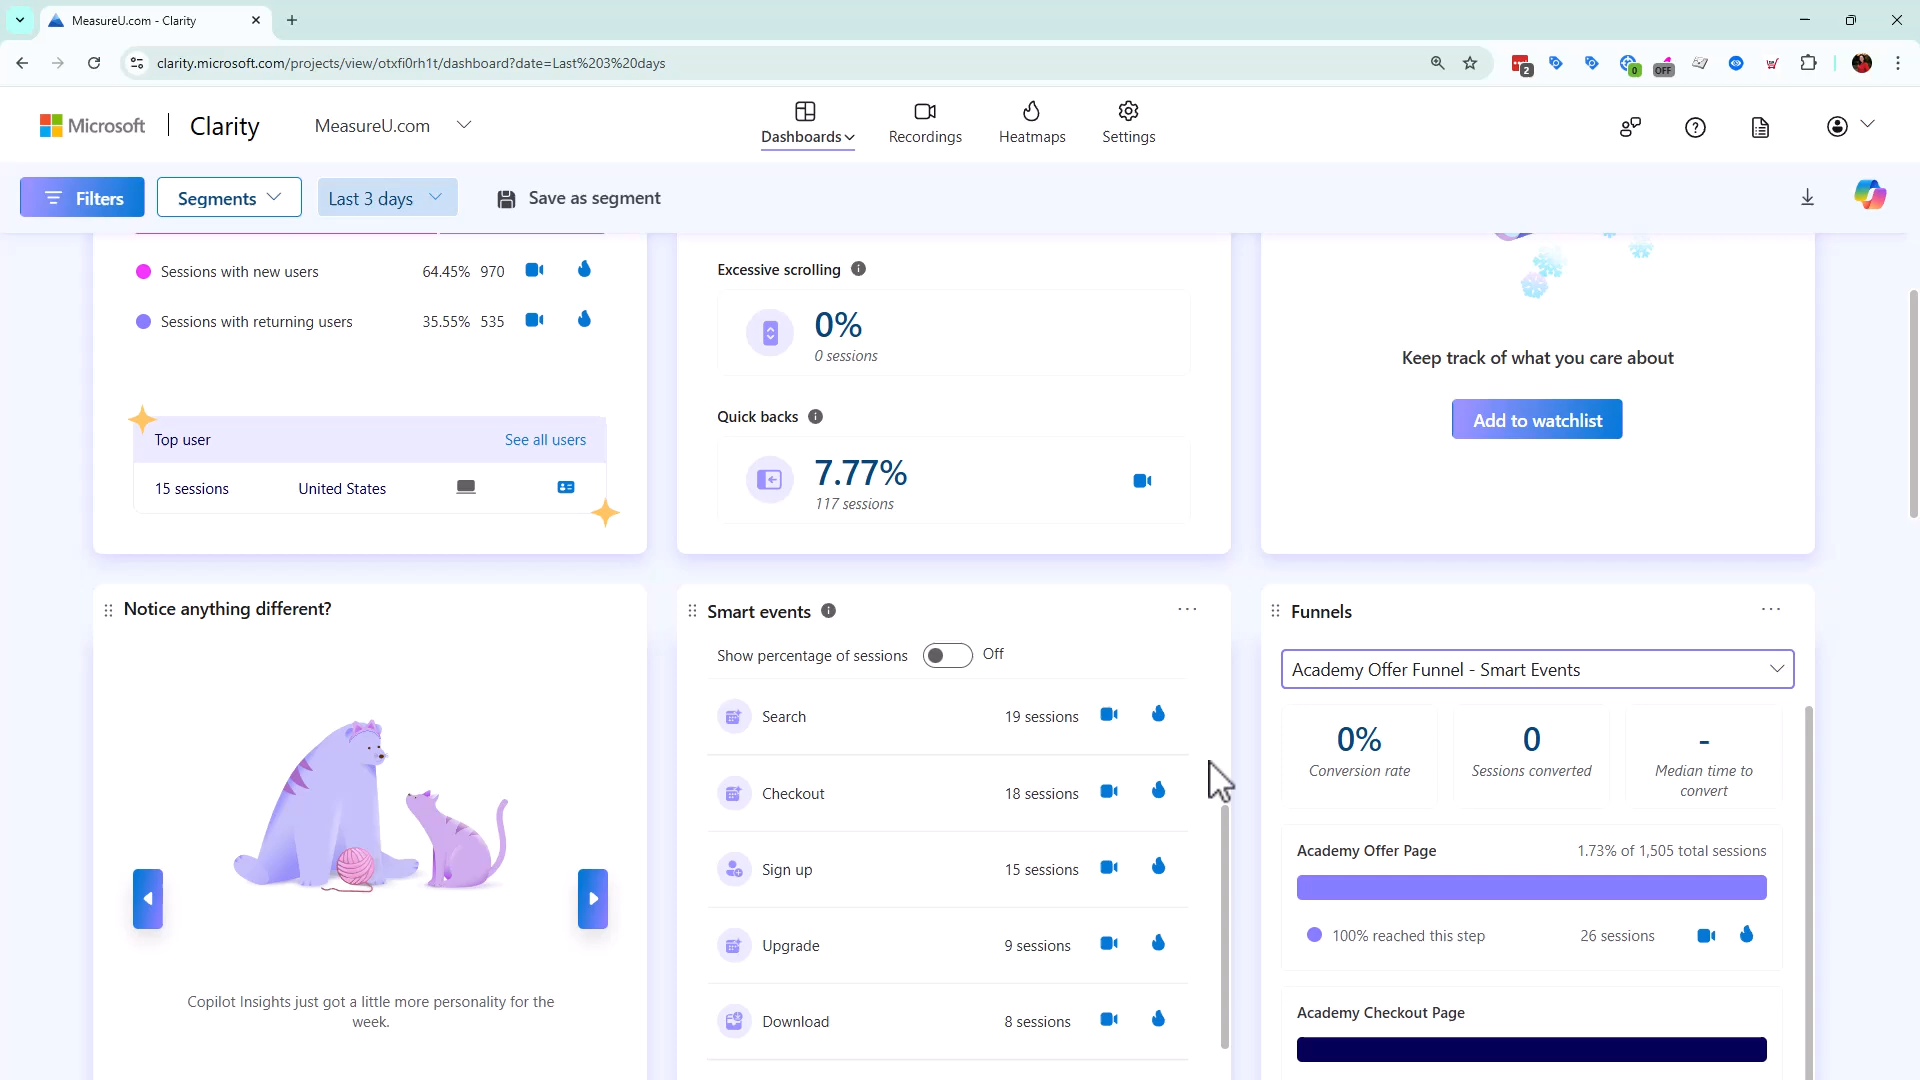 MeasureU.com - Clarity
clarity.microsoft.com/projects/view/otxfi0rh1t/dashboard?date=Last%203%20days
2
0
OFF
Microsoft
Clarity
MeasureU.com
Dashboards
Recordings
Heatmaps
Settings
Filters
Segments
Last 3 days
Save as segment
Sessions with new users
64.45% 970
Sessions with returning users
35.55% 535
Top user
See all users
15 sessions
United States
Excessive scrolling
0%
0 sessions
Quick backs
7.77%
117 sessions
Keep track of what you care about
Add to watchlist
Notice anything different?
Copilot Insights just got a little more personality for the
week.
Smart events
Show percentage of sessions
Off
Search
19 sessions
Checkout
18 sessions
Sign up
15 sessions
Upgrade
9 sessions
Download
8 sessions
Funnels
Academy Offer Funnel - Smart Events
0%
Conversion rate
0
Sessions converted
-
Median time to
convert
Academy Offer Page
1.73% of 1,505 total sessions
100% reached this step
26 sessions
Academy Checkout Page